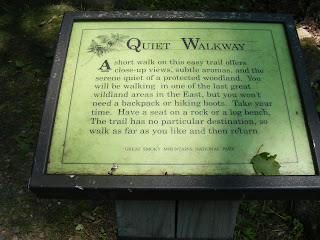 QUIET WALKWAY
A short walk on this easy trail offers
close-up views, subtle aromas, and the
serene quiet of a protected woodland. You
will be walking in one of the last great
wildland areas in the East, but you won't
need a backpack or hiking boots. Take your
time. Have a seat on a rock or a log bench.
The trail has no particular destination, so
walk as far as you like and then return.
GREAT SMOKY MOUNTAINS NATIONAL PARK